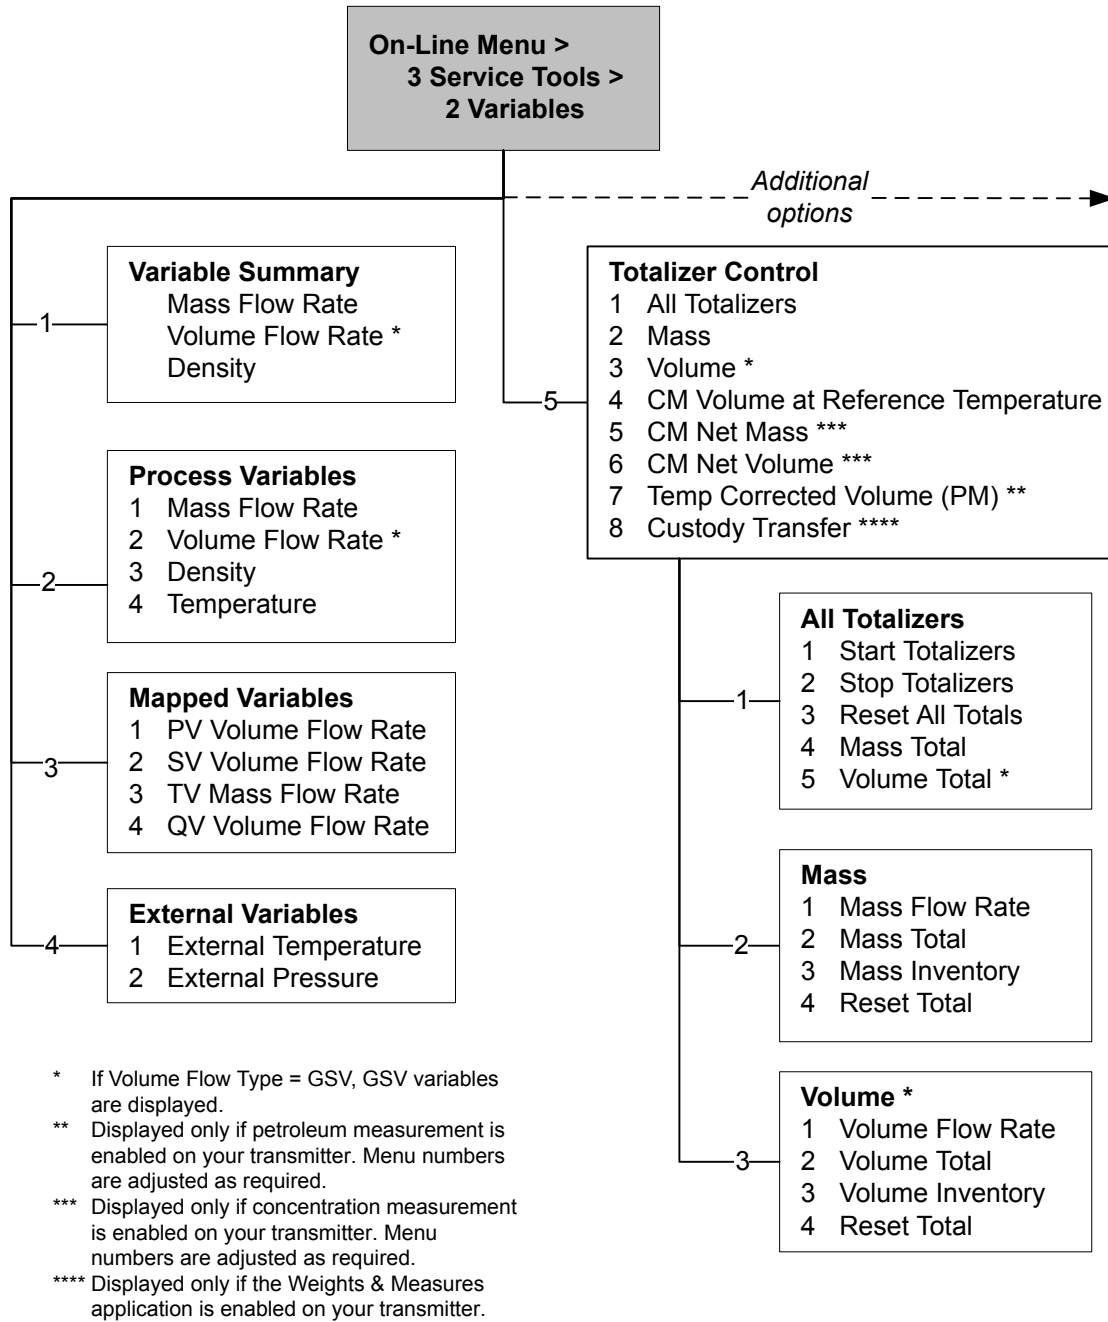 On-Line Menu >
3 Service Tools >
2 Variables
Additional
options
1
Variable Summary
Mass Flow Rate
Volume Flow Rate *
Density
2
Process Variables
1 Mass Flow Rate
2 Volume Flow Rate *
3 Density
4 Temperature
3
Mapped Variables
1 PV Volume Flow Rate
2 SV Volume Flow Rate
3 TV Mass Flow Rate
4 QV Volume Flow Rate
4
External Variables
1 External Temperature
2 External Pressure
5
Totalizer Control
1 All Totalizers
2 Mass
3 Volume *
4 CM Volume at Reference Temperature
5 CM Net Mass ***
6 CM Net Volume ***
7 Temp Corrected Volume (PM) **
8 Custody Transfer ****
1
All Totalizers
1 Start Totalizers
2 Stop Totalizers
3 Reset All Totals
4 Mass Total
5 Volume Total *
2
Mass
1 Mass Flow Rate
2 Mass Total
3 Mass Inventory
4 Reset Total
3
Volume *
1 Volume Flow Rate
2 Volume Total
3 Volume Inventory
4 Reset Total
* If Volume Flow Type = GSV, GSV variables
are displayed.
** Displayed only if petroleum measurement is
enabled on your transmitter. Menu numbers
are adjusted as required.
*** Displayed only if concentration measurement
is enabled on your transmitter. Menu
numbers are adjusted as required.
**** Displayed only if the Weights & Measures
application is enabled on your transmitter.